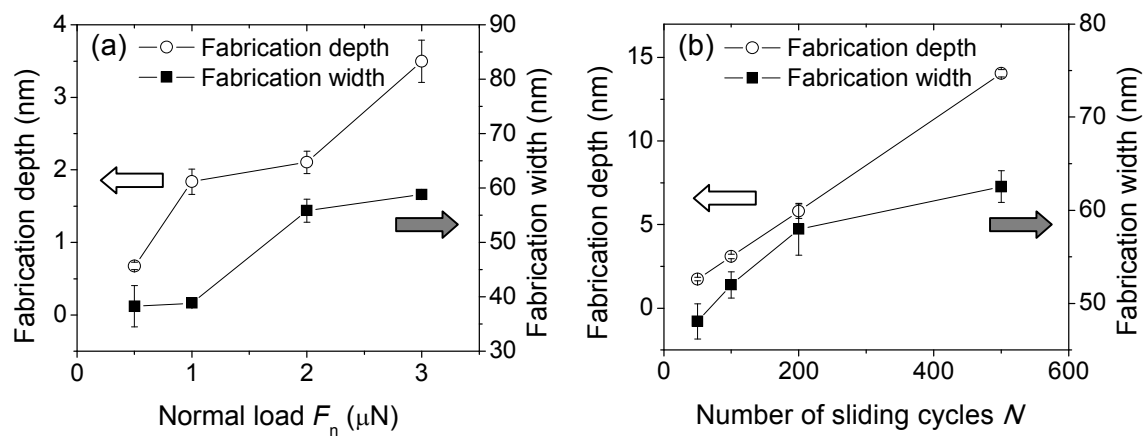 (a)
Fabrication depth
Fabrication width
4
3
2
1
0
Fabrication depth (nm)
90
80
70
60
50
40
30
Fabrication width (nm)
0 1 2 3
Normal load Fn (μN)
(b)
Fabrication depth
Fabrication width
15
10
5
0
Fabrication depth (nm)
80
70
60
50
Fabrication width (nm)
0 200 400 600
Number of sliding cycles N